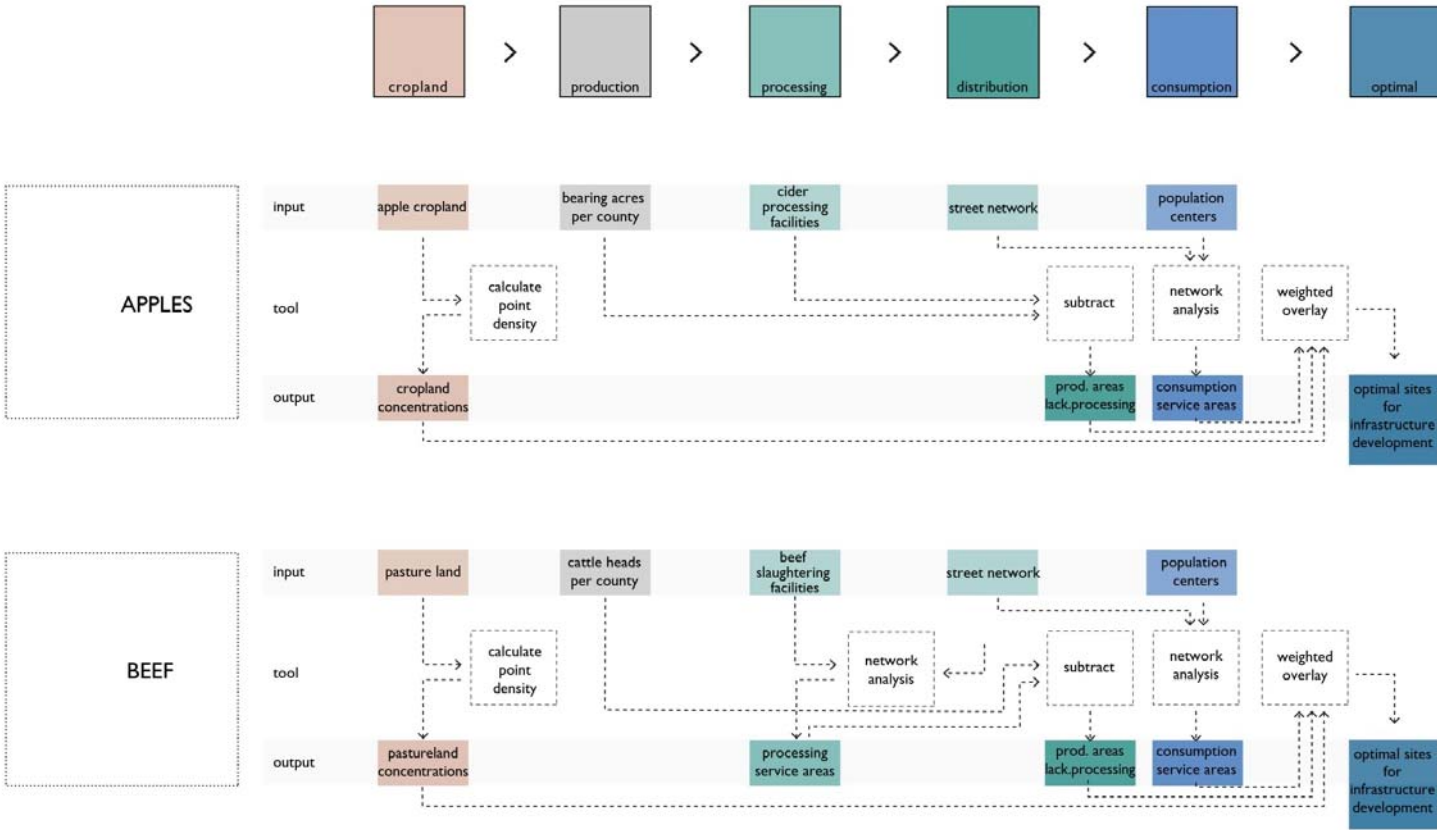 cropland
>
production
>
processing
>
distribution
>
consumption
>
optimal
APPLES
input
apple cropland
bearing acres
per county
cider
processing
facilities
street network
population
centers
tool
calculate
point
density
subtract
network
analysis
weighted
overlay
output
cropland
concentrations
prod. areas
lack.processing
consumption
service areas
optimal sites
for
infrastructure
development
BEEF
input
pasture land
cattle heads
per county
beef
slaughtering
facilities
street network
population
centers
tool
calculate
point
density
network
analysis
subtract
network
analysis
weighted
overlay
output
pastureland
concentrations
processing
service areas
prod. areas
lack.processing
consumption
service areas
optimal sites
for
infrastructure
development